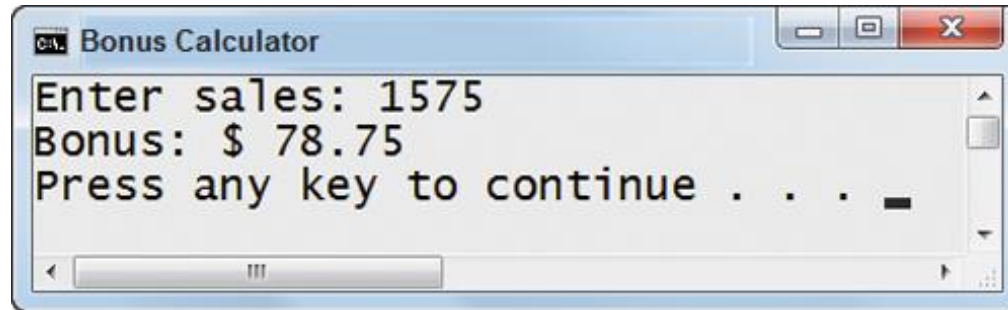 Bonus Calculator
Enter sales: 1575
Bonus: $ 78.75
Press any key to continue . . . _